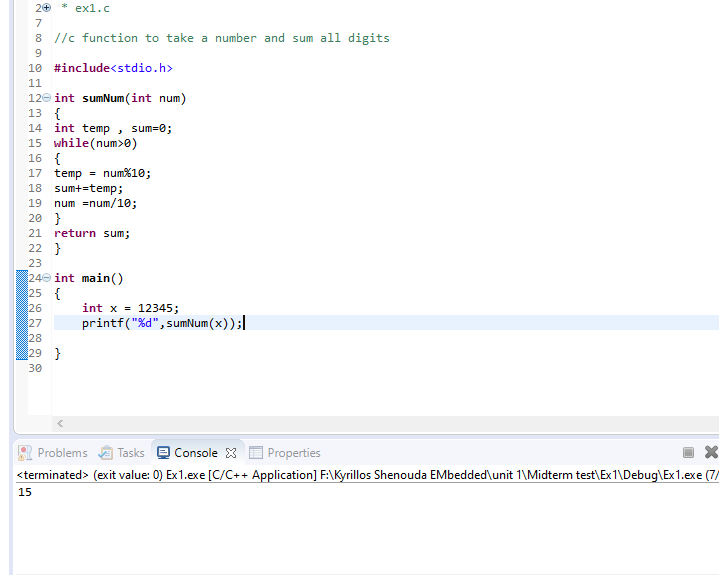 2 * ex1.c
7
8 //c function to take a number and sum all digits
9
10 #include<stdio.h>
11
12 int sumNum(int num)
13 {
14 int temp , sum=0;
15 while(num>0)
16 {
17 temp = num%10;
18 sum+=temp;
19 num =num/10;
20 }
21 return sum;
22 }
23
24 int main()
25 {
26 int x = 12345;
27 printf("%d",sumNum(x));
28
29 }
30
Problems Tasks Console Properties
<terminated> (exit value: 0) Ex1.exe [C/C++ Application] F:\Kyrillos Shenouda EMbedded\unit 1\Midterm test\Ex1\Debug\Ex1.exe (7/
15